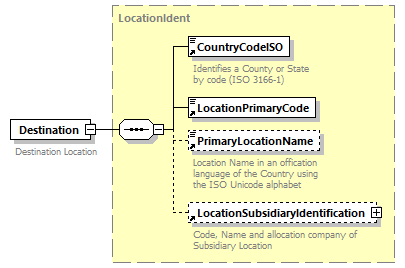 LocationIdent
CountryCodeISO
Identifies a County or State
by code (ISO 3166-1)
LocationPrimaryCode
Destination
Destination Location
PrimaryLocationName
Location Name in an offication
language of the Country using
the ISO Unicode alphabet
LocationSubsidiaryIdentification
Code, Name and allocation company of
Subsidiary Location